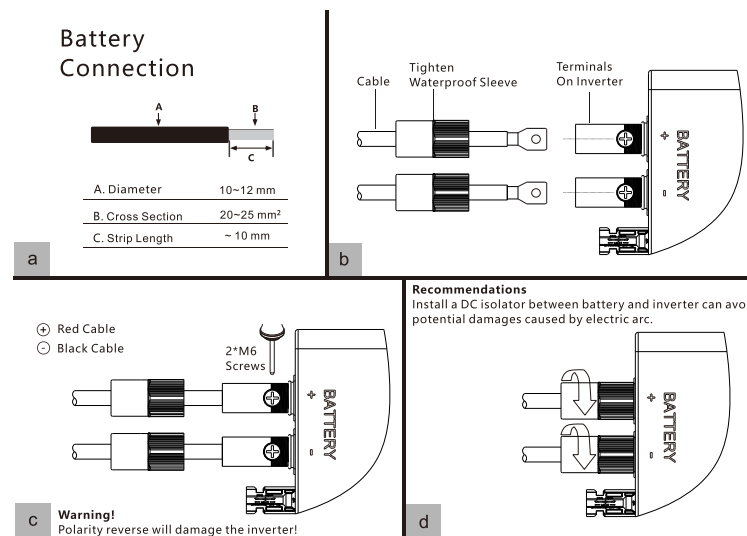 Battery
Connection
A
B
C
A. Diameter 10~12 mm
B. Cross Section 20~25 mm²
C. Strip Length ~ 10 mm
a
Cable
Tighten
Waterproof Sleeve
Terminals
On Inverter
+
BATTERY
-
b
+ Red Cable
- Black Cable
2*M6
Screws
+
BATTERY
-
c
Warning!
Polarity reverse will damage the inverter!
Recommendations
Install a DC isolator between battery and inverter can avo
potential damages caused by electric arc.
+
BATTERY
-
d